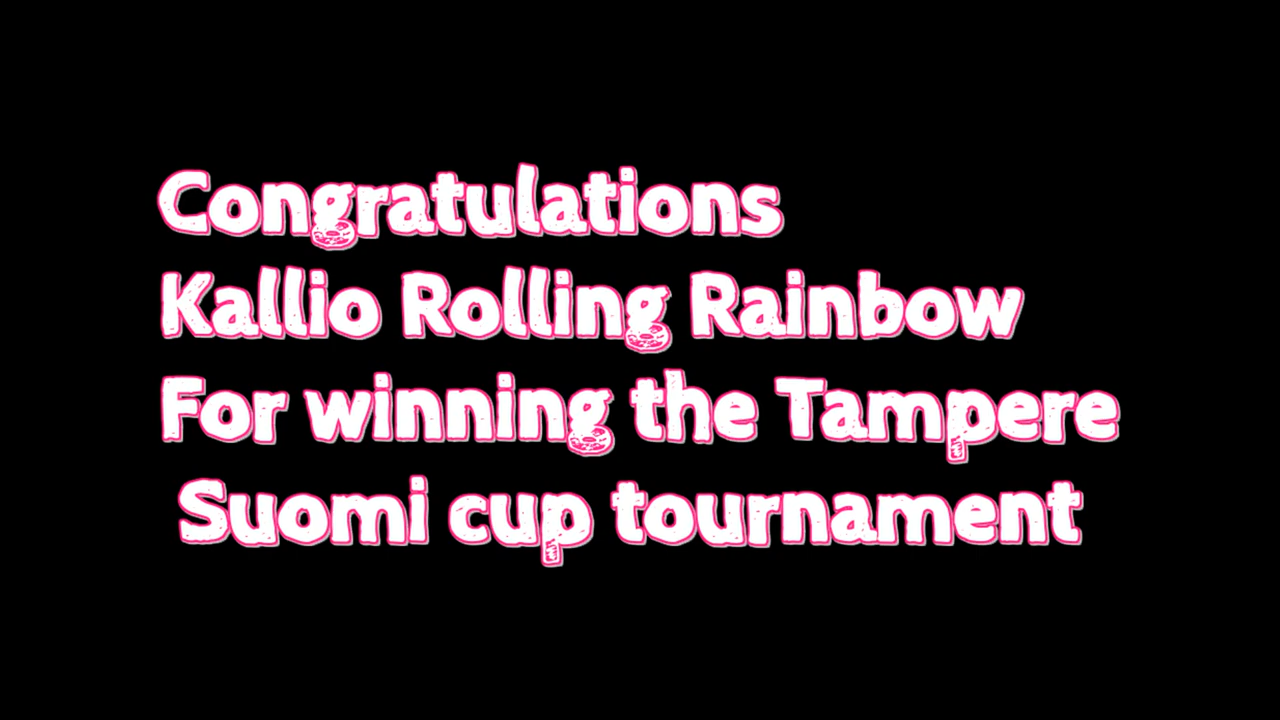 Congratulations
Kallio Rolling Rainbow
For winning the Tampere
Suomi cup tournament